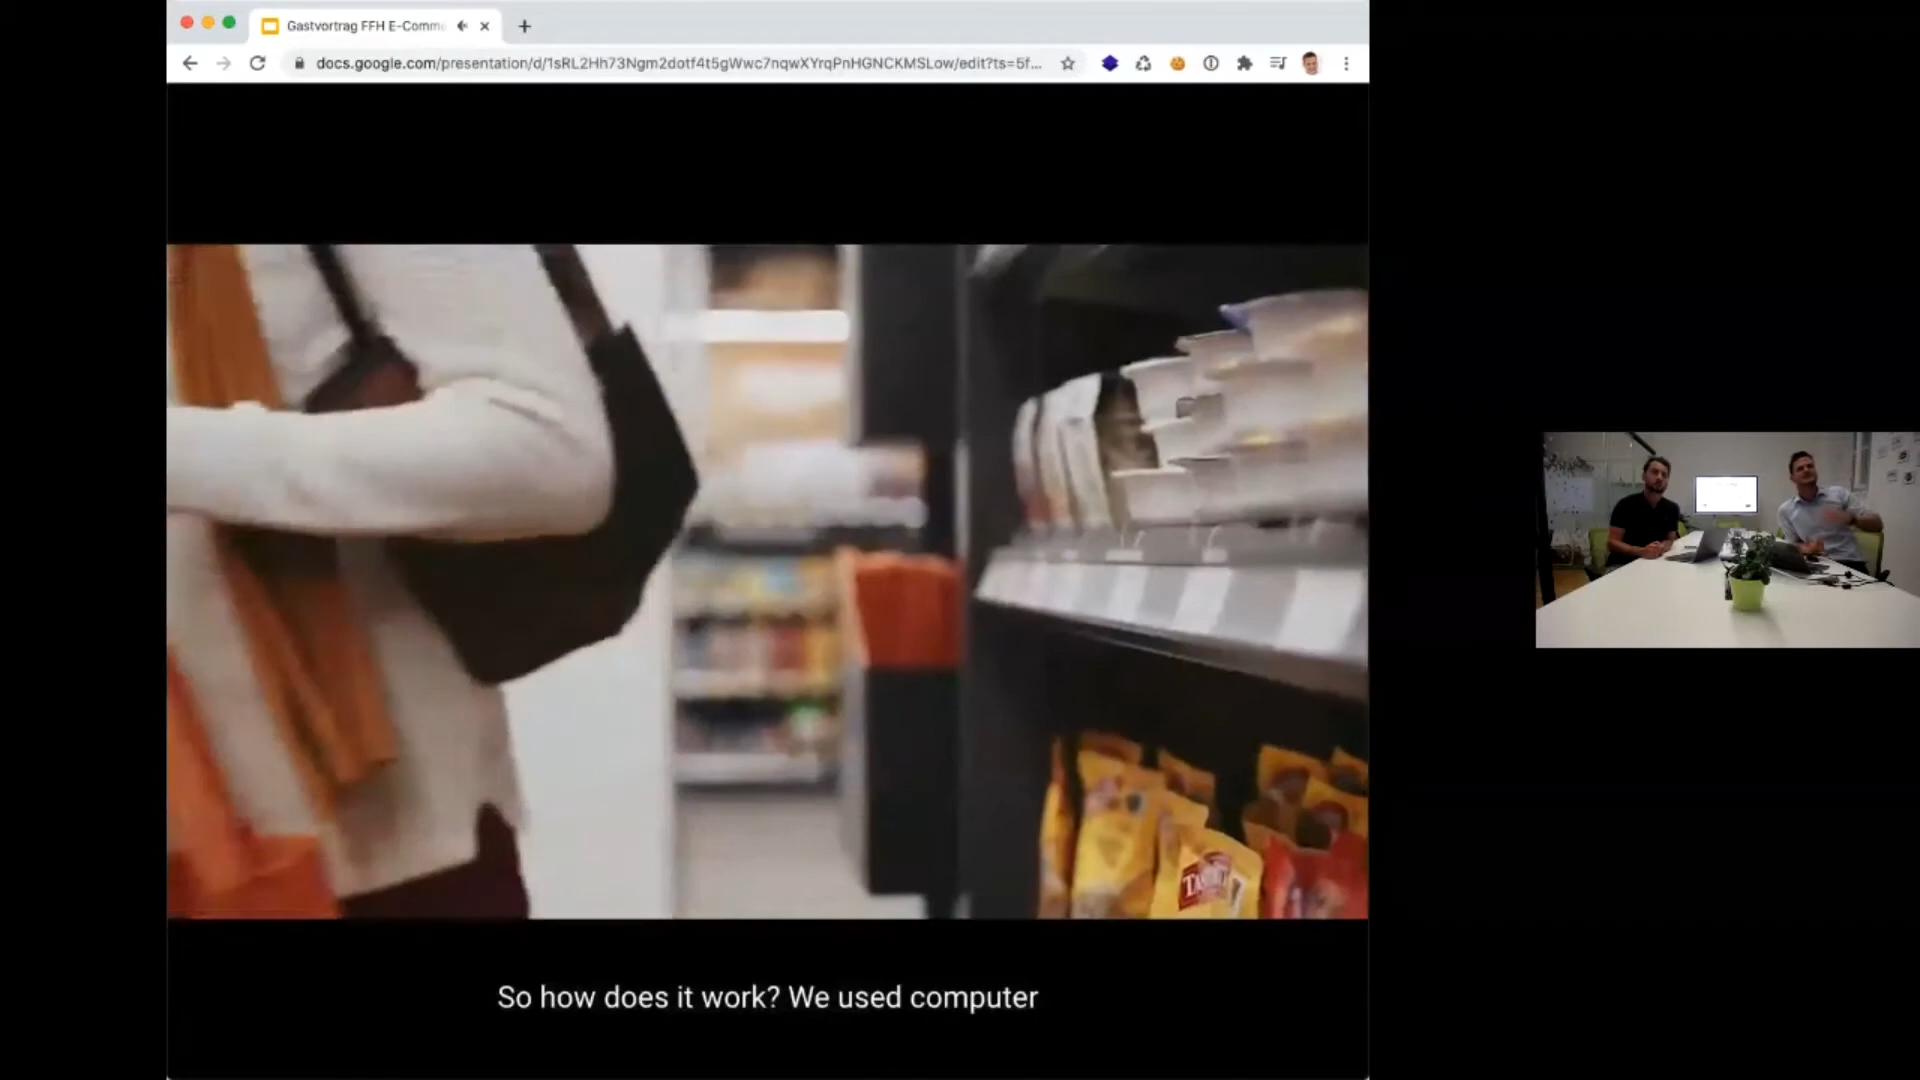 Gastvortrag FFH E-Comm
docs.google.com/presentation/d/1sRL2Hh73Ngm2dotf4t5gWwc7nqwXYrqPnHGNCKMSLow/edit?ts=5f...
So how does it work? We used computer